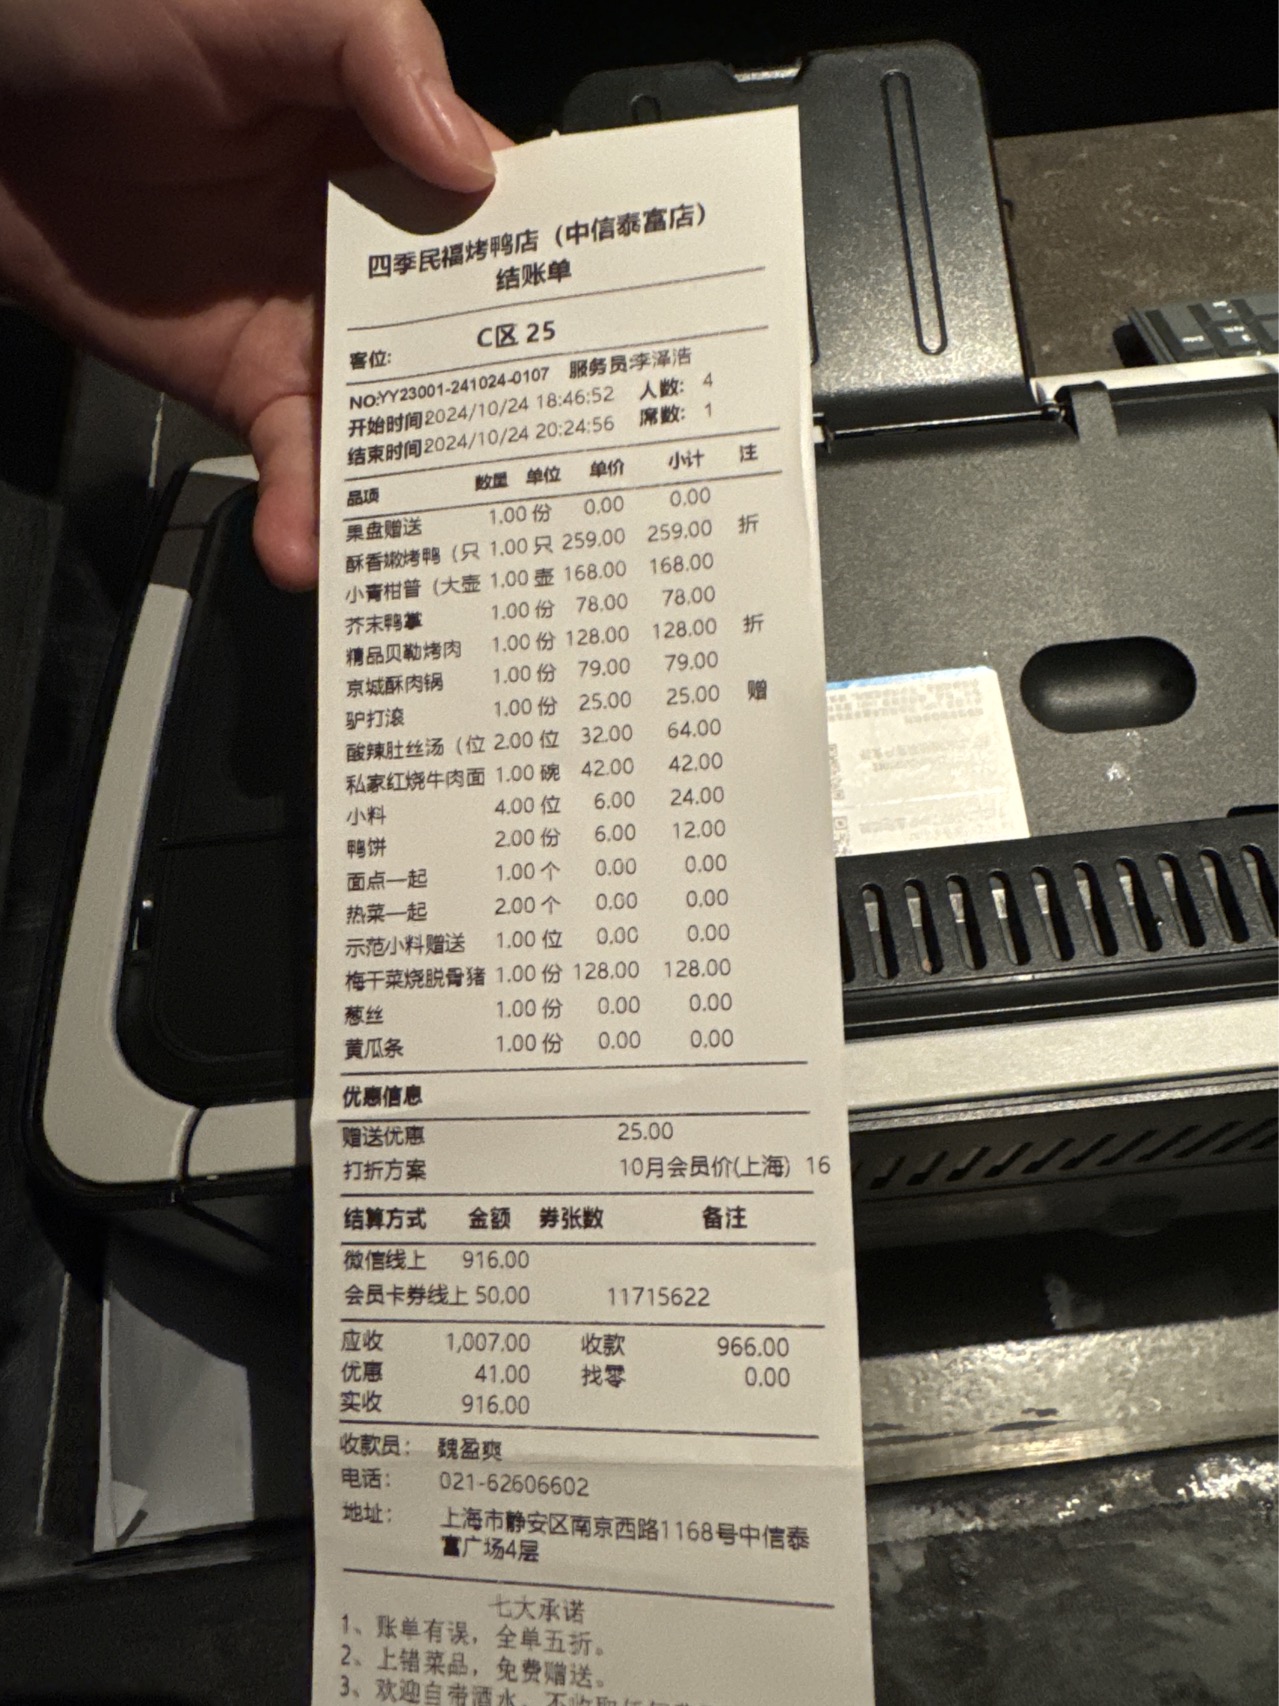 四季民福烤鸭店（中信泰富店）
结账单
客位: C区 25
NO:YY23001-241024-0107 服务员:李泽浩
开始时间2024/10/24 18:46:52 人数: 4
结束时间2024/10/24 20:24:56 席数: 1
品项 数量 单位 单价 小计 注
果盘赠送 1.00 份 0.00 0.00
酥香嫩烤鸭（只 1.00 只 259.00 259.00 折
小青柑普（大壶 1.00 壶 168.00 168.00
芥末鸭掌 1.00 份 78.00 78.00
精品贝勒烤肉 1.00 份 128.00 128.00 折
京城酥肉锅 1.00 份 79.00 79.00
驴打滚 1.00 份 25.00 25.00 赠
酸辣肚丝汤（位 2.00 位 32.00 64.00
私家红烧牛肉面 1.00 碗 42.00 42.00
小料 4.00 位 6.00 24.00
鸭饼 2.00 份 6.00 12.00
面点一起 1.00 个 0.00 0.00
热菜一起 2.00 个 0.00 0.00
示范小料赠送 1.00 位 0.00 0.00
梅干菜烧脱骨猪 1.00 份 128.00 128.00
葱丝 1.00 份 0.00 0.00
黄瓜条 1.00 份 0.00 0.00
优惠信息
赠送优惠 25.00
打折方案 10月会员价(上海) 16
结算方式 金额 券张数 备注
微信线上 916.00
会员卡券线上 50.00 11715622
应收 1,007.00 收款 966.00
优惠 41.00 找零 0.00
实收 916.00
收款员: 魏盈爽
电话: 021-62606602
地址: 上海市静安区南京西路1168号中信泰
富广场4层
七大承诺
1、账单有误，全单五折。
2、上错菜品，免费赠送。
3、欢迎自带酒水，不收取任何